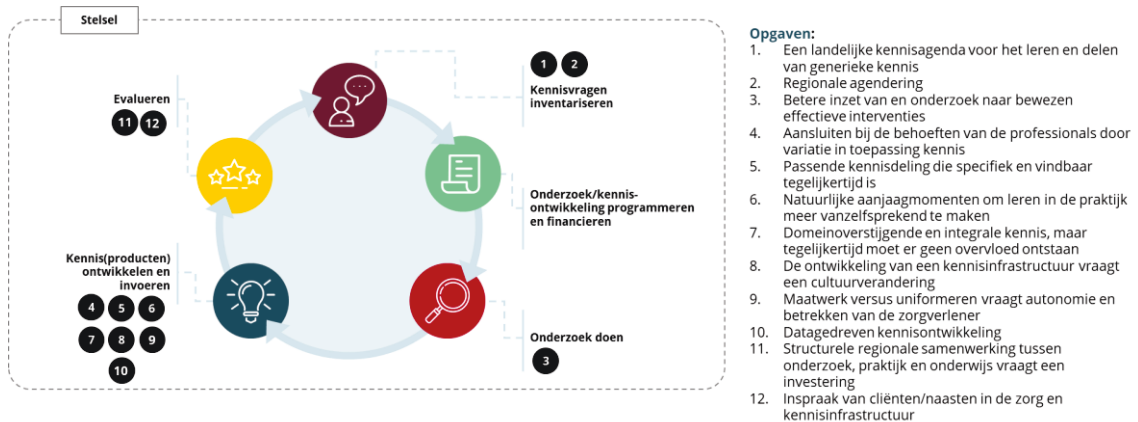 Stelsel
Evalueren
11 12
1 2
Kennisvragen
inventariseren
Onderzoek/kennis-
ontwikkeling programmeren
en financieren
Kennis(producten)
ontwikkelen en
invoeren
4 5 6
7 8 9
10
Onderzoek doen
3
Opgaven:
1. Een landelijke kennisagenda voor het leren en delen
van generieke kennis
2. Regionale agendering
3. Betere inzet van en onderzoek naar bewezen
effectieve interventies
4. Aansluiten bij de behoeften van de professionals door
variatie in toepassing kennis
5. Passende kennisdeling die specifiek en vindbaar
tegelijkertijd is
6. Natuurlijke aanjaagmomenten om leren in de praktijk
meer vanzelfsprekend te maken
7. Domeinoverstijgende en integrale kennis, maar
tegelijkertijd moet er geen overvloed ontstaan
8. De ontwikkeling van een kennisinfrastructuur vraagt
een cultuurverandering
9. Maatwerk versus uniformeren vraagt autonomie en
betrekken van de zorgverlener
10. Datagedreven kennisontwikkeling
11. Structurele regionale samenwerking tussen
onderzoek, praktijk en onderwijs vraagt een
investering
12. Inspraak van cliënten/naasten in de zorg en
kennisinfrastructuur